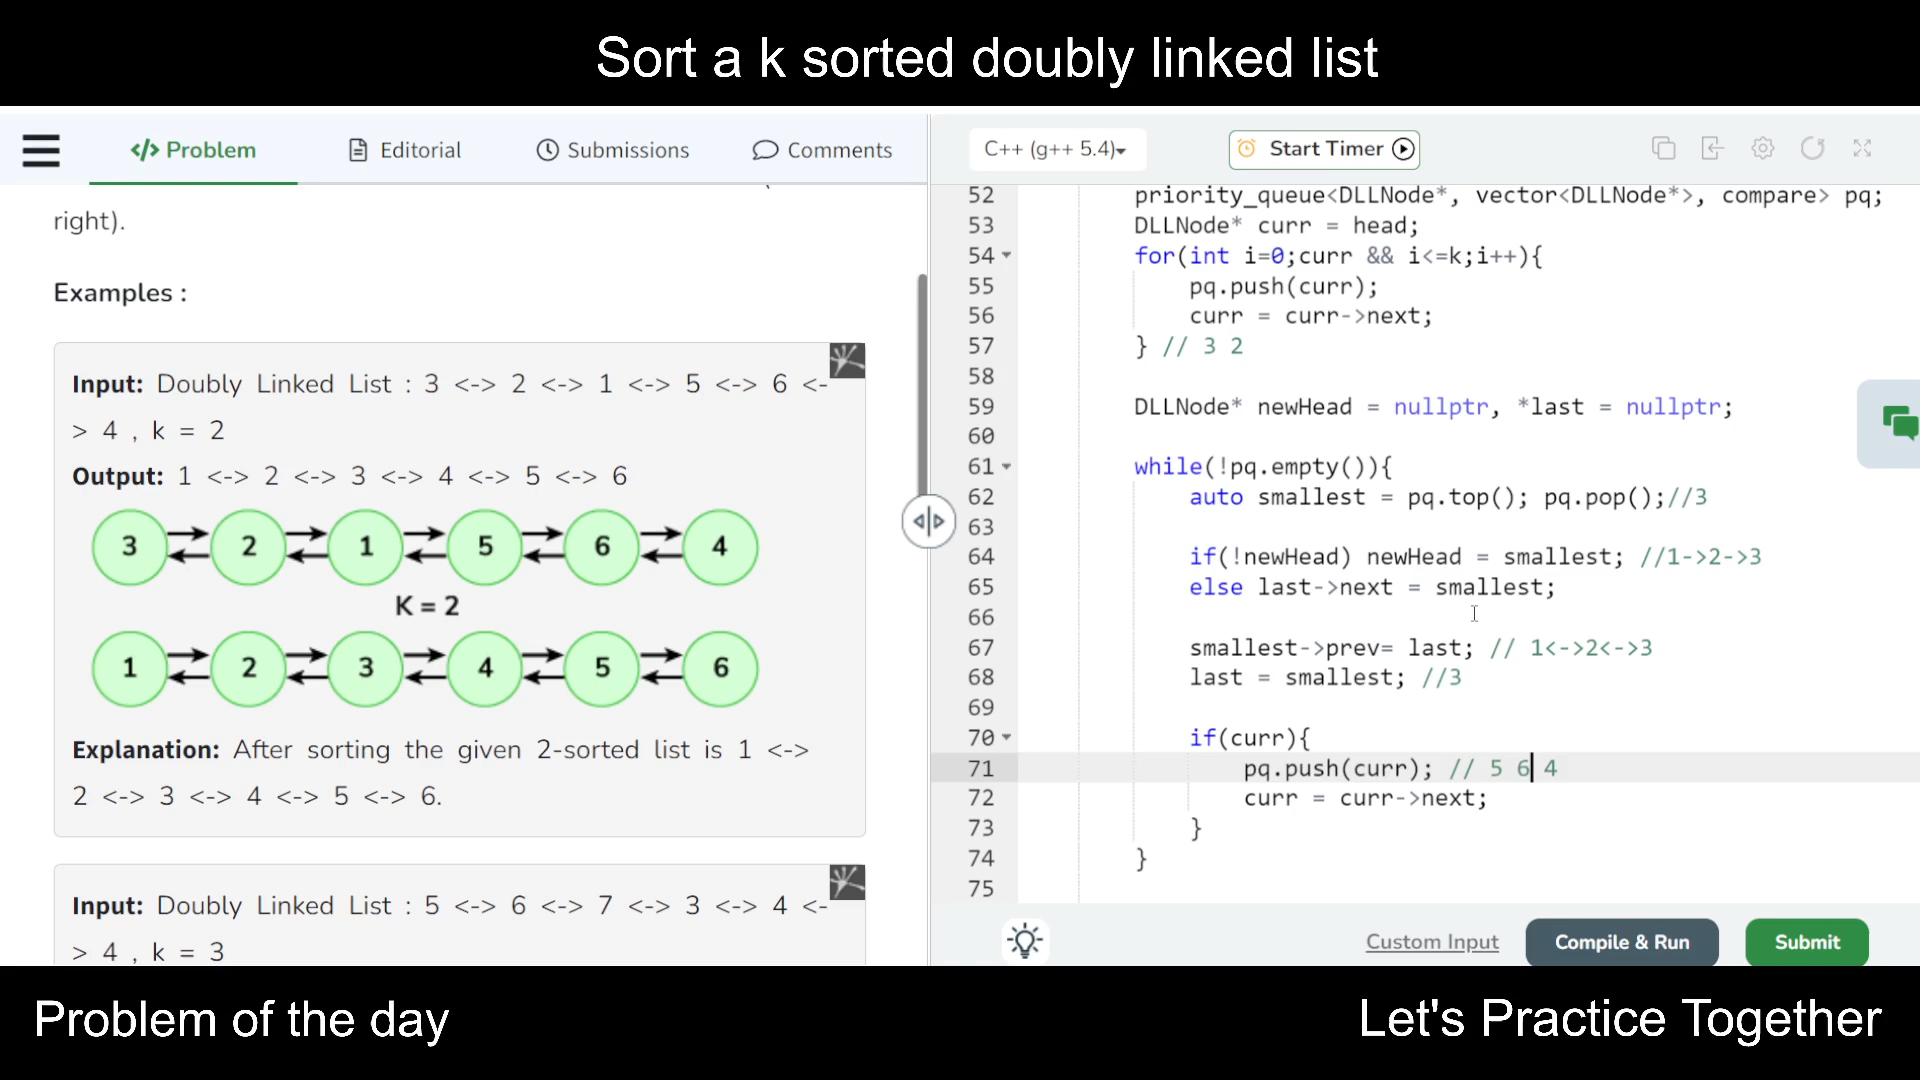 Sort a k sorted doubly linked list
</> Problem
Editorial
Submissions
Comments
right).
Examples :
Input: Doubly Linked List : 3 <-> 2 <-> 1 <-> 5 <-> 6 <-
> 4 , k = 2
Output: 1 <-> 2 <-> 3 <-> 4 <-> 5 <-> 6
3 2 1 5 6 4
K = 2
1 2 3 4 5 6
Explanation: After sorting the given 2-sorted list is 1 <->
2 <-> 3 <-> 4 <-> 5 <-> 6.
Input: Doubly Linked List : 5 <-> 6 <-> 7 <-> 3 <-> 4 <-
> 4 , k = 3
C++ (g++ 5.4)
Start Timer
52 priority_queue<DLLNode*, vector<DLLNode*>, compare> pq;
53 DLLNode* curr = head;
54 for(int i=0;curr && i<=k;i++){
55 pq.push(curr);
56 curr = curr->next;
57 } // 3 2
58
59 DLLNode* newHead = nullptr, *last = nullptr;
60
61 while(!pq.empty()){
62 auto smallest = pq.top(); pq.pop();//3
63
64 if(!newHead) newHead = smallest; //1->2->3
65 else last->next = smallest;
66
67 smallest->prev= last; // 1<->2<->3
68 last = smallest; //3
69
70 if(curr){
71 pq.push(curr); // 5 6 4
72 curr = curr->next;
73 }
74 }
75
Custom Input
Compile & Run
Submit
Problem of the day
Let's Practice Together